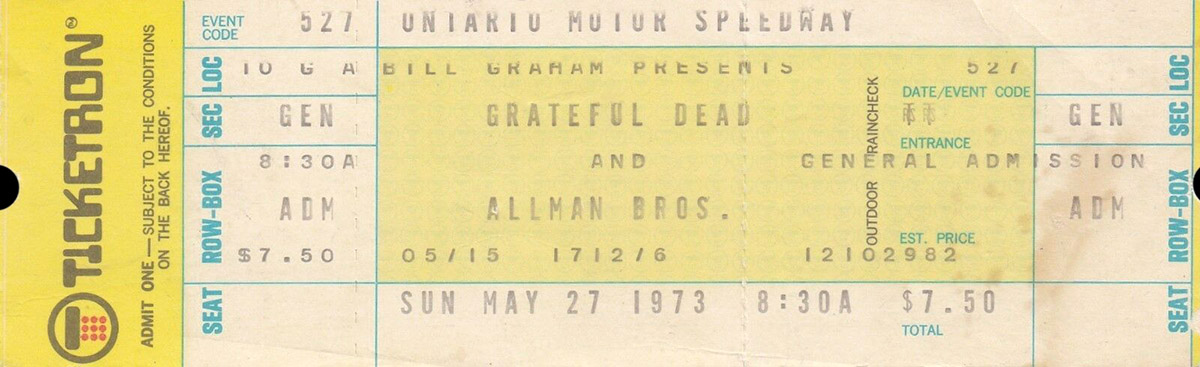 TICKETRON®
ADMIT ONE—SUBJECT TO THE CONDITIONS
ON THE BACK HEREOF.
EVENT CODE 527 ONTARIO MOTOR SPEEDWAY
SEC LOC
ROW-BOX
SEAT
10 G A BILL GRAHAM PRESENTS 527
DATE/EVENT CODE
GEN GRATEFUL DEAD GEN
ENTRANCE
8:30A AND GENERAL ADMISSION
ADM ALLMAN BROS. ADM
OUTDOOR RAINCHECK
EST. PRICE
$7.50 05/15 1712/6 12102982
SUN MAY 27 1973 8:30A $7.50
TOTAL
SEC LOC
ROW-BOX
SEAT